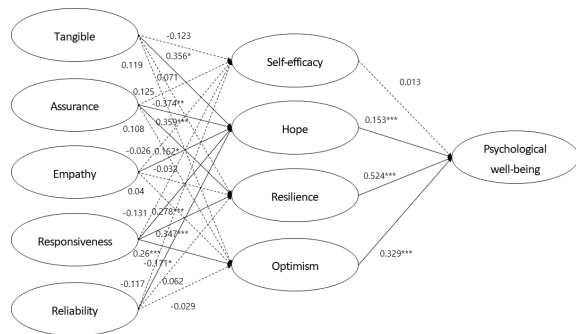 Tangible
-0.123
0.356*
0.119
0.071
Self-efficacy
0.013
Assurance
0.125
-0.374**
0.359***
0.108
Hope
0.153***
Psychological
well-being
Empathy
-0.026
0.162*
-0.032
0.04
Resilience
0.524***
Responsiveness
-0.131
0.278***
0.347***
0.26***
-0.171*
Optimism
0.329***
Reliability
-0.117
0.062
-0.029